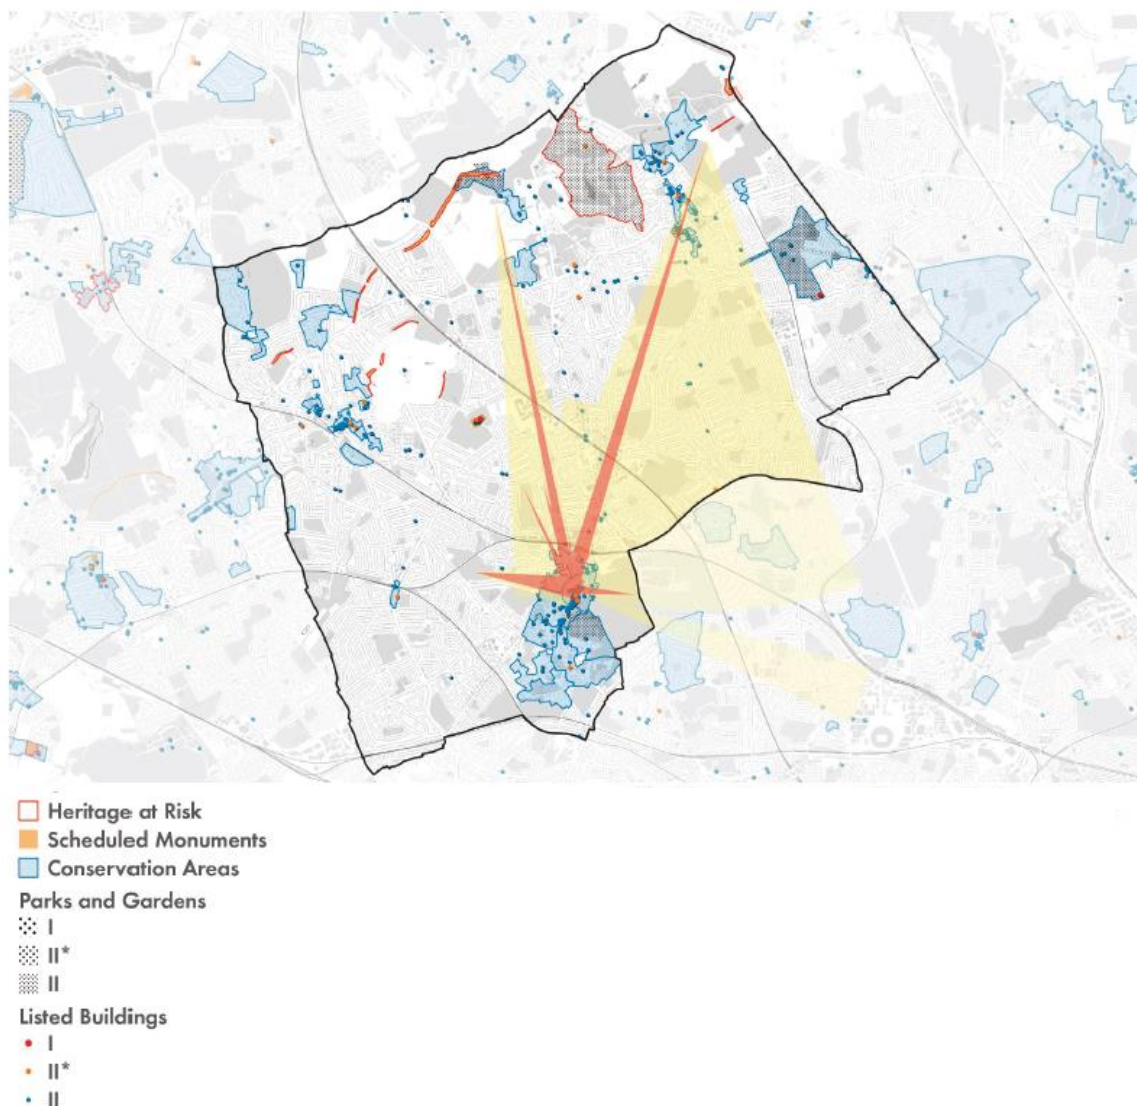 Heritage at Risk
Scheduled Monuments
Conservation Areas
Parks and Gardens
I
II*
II
Listed Buildings
I
II*
II